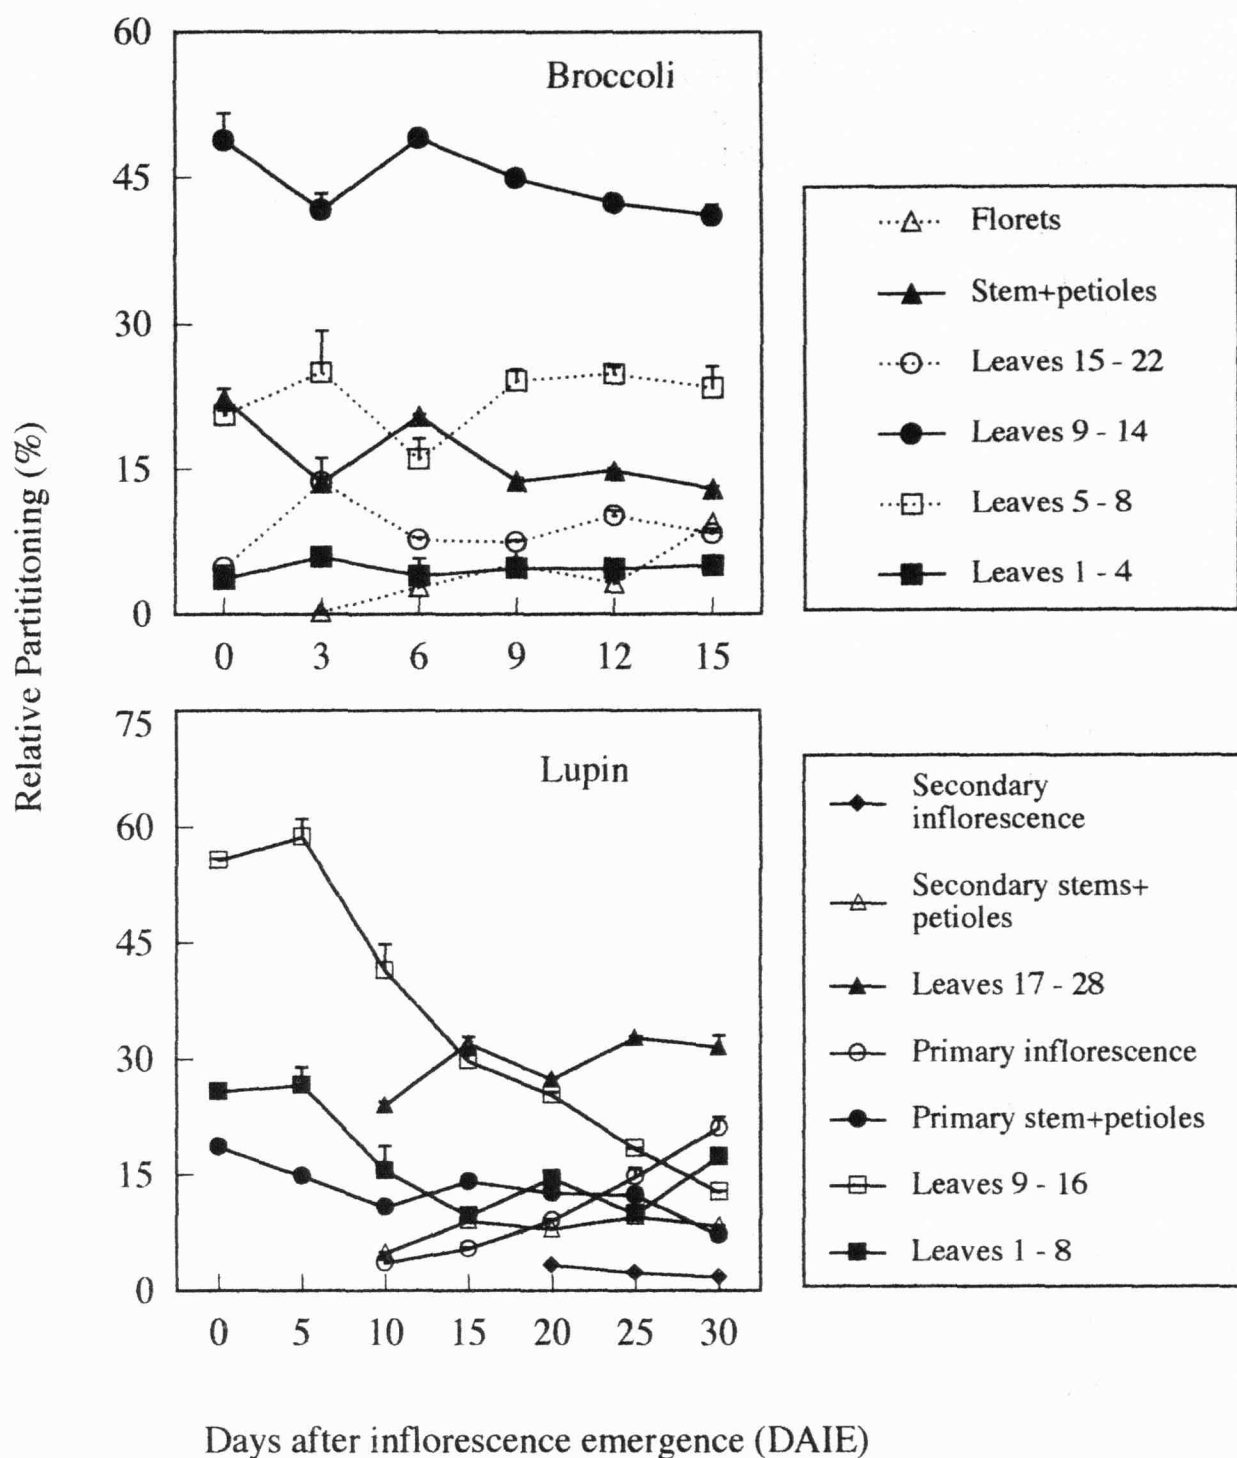 60
45
30
15
0
Broccoli
0 3 6 9 12 15
Florets
Stem+petioles
Leaves 15 - 22
Leaves 9 - 14
Leaves 5 - 8
Leaves 1 - 4
Relative Partititoning (%)
75
60
45
30
15
0
Lupin
0 5 10 15 20 25 30
Secondary
inflorescence
Secondary stems+
petioles
Leaves 17 - 28
Primary inflorescence
Primary stem+petioles
Leaves 9 - 16
Leaves 1 - 8
Days after inflorescence emergence (DAIE)